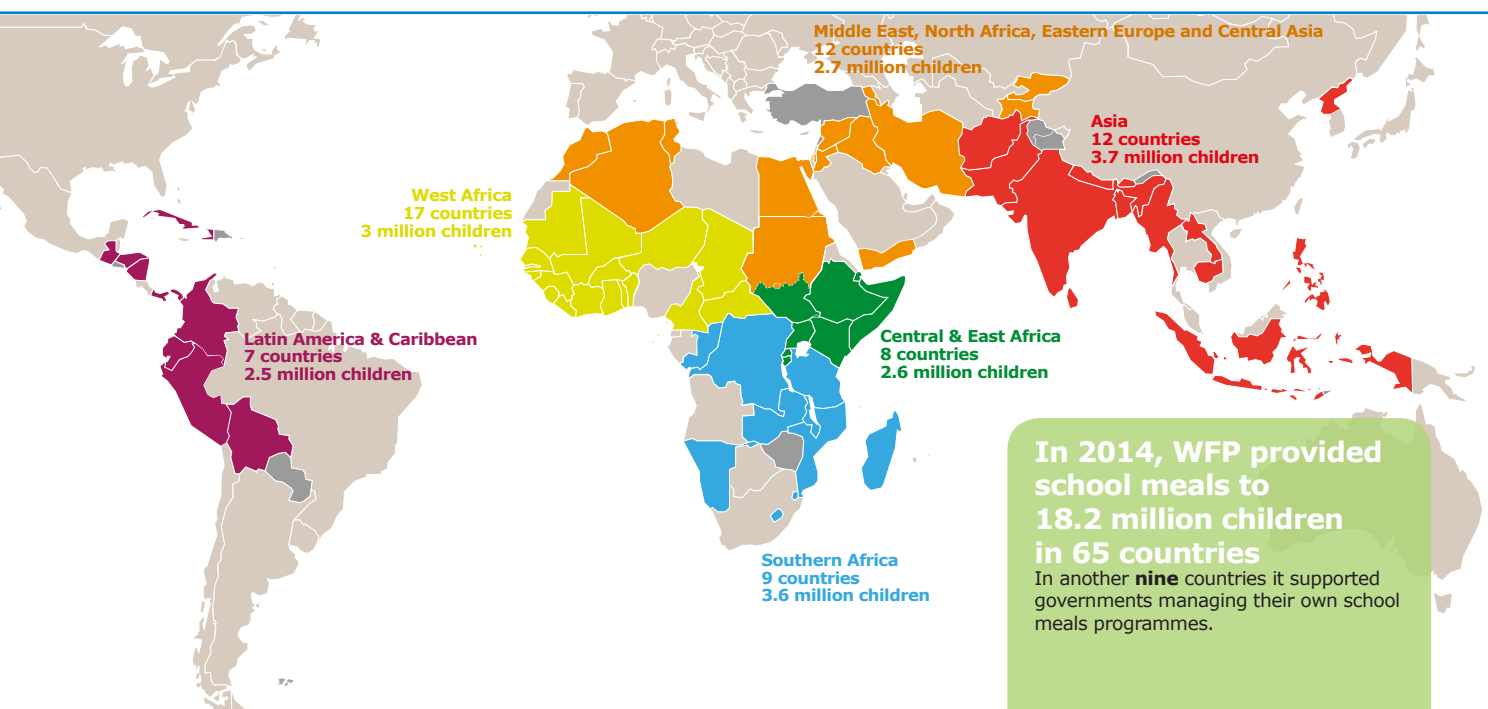 Middle East, North Africa, Eastern Europe and Central Asia
12 countries
2.7 million children
Asia
12 countries
3.7 million children
West Africa
17 countries
3 million children
Latin America & Caribbean
7 countries
2.5 million children
Central & East Africa
8 countries
2.6 million children
Southern Africa
9 countries
3.6 million children
In 2014, WFP provided
school meals to
18.2 million children
in 65 countries
In another nine countries it supported
governments managing their own school
meals programmes.